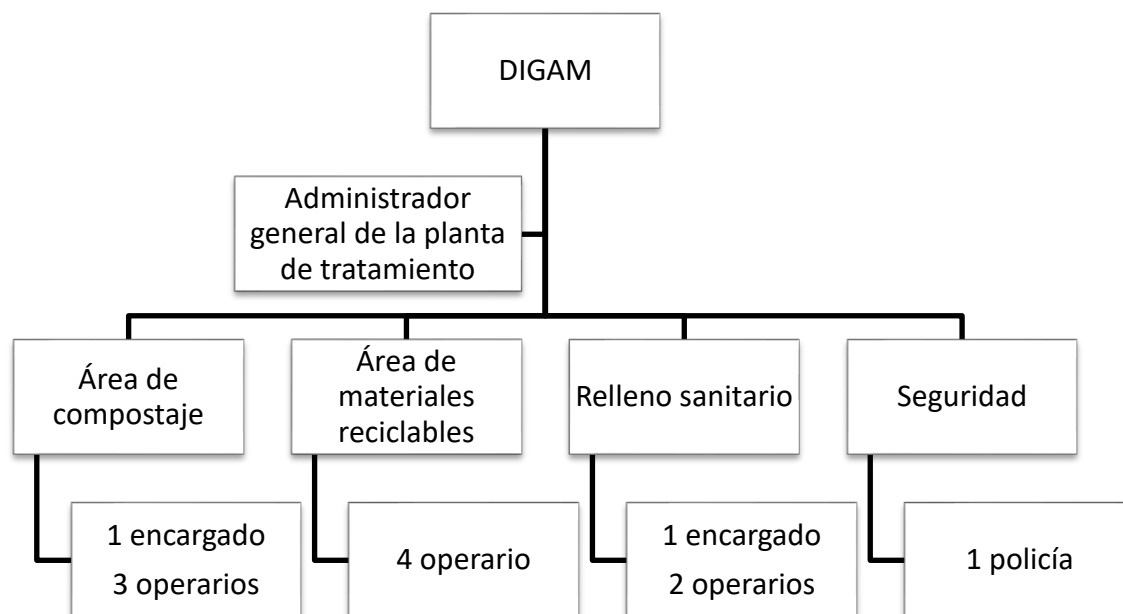 DIGAM
Administrador
general de la planta
de tratamiento
Área de
compostaje
Área de
materiales
reciclables
Relleno sanitario
Seguridad
1 encargado
3 operarios
4 operario
1 encargado
2 operarios
1 policía